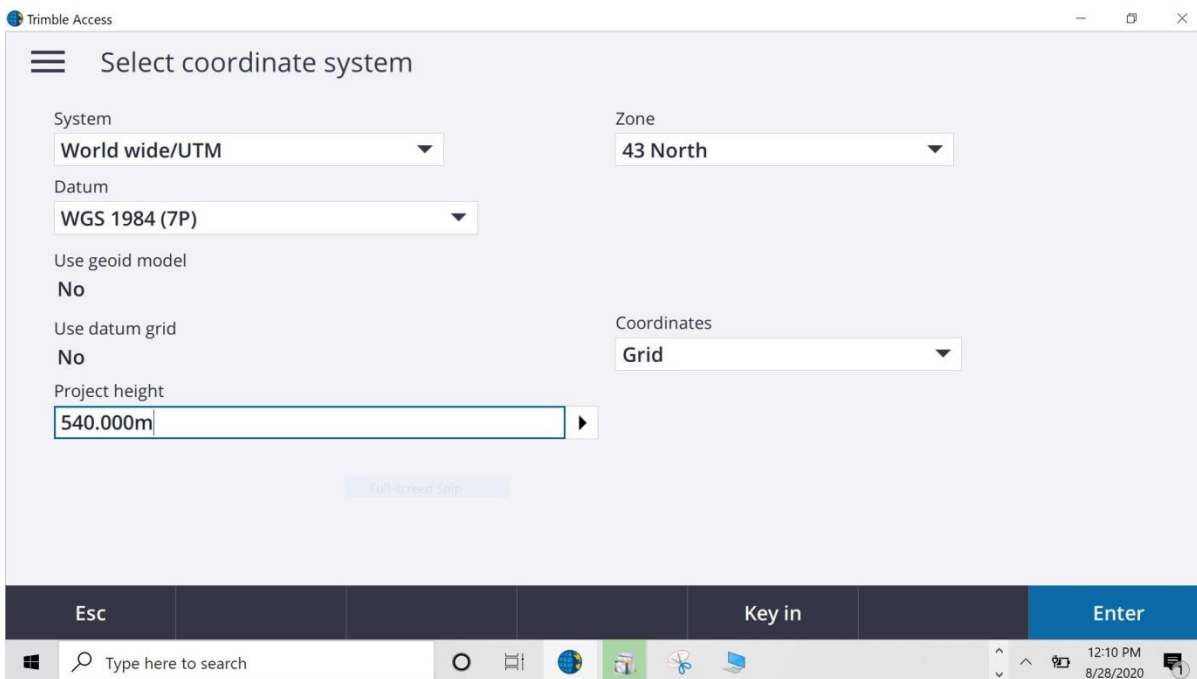 Trimble Access
Select coordinate system
System
World wide/UTM
Zone
43 North
Datum
WGS 1984 (7P)
Use geoid model
No
Use datum grid
No
Coordinates
Grid
Project height
540.000m
Full-screen Snip
Esc
Key in
Enter
Type here to search
12:10 PM
8/28/2020
1